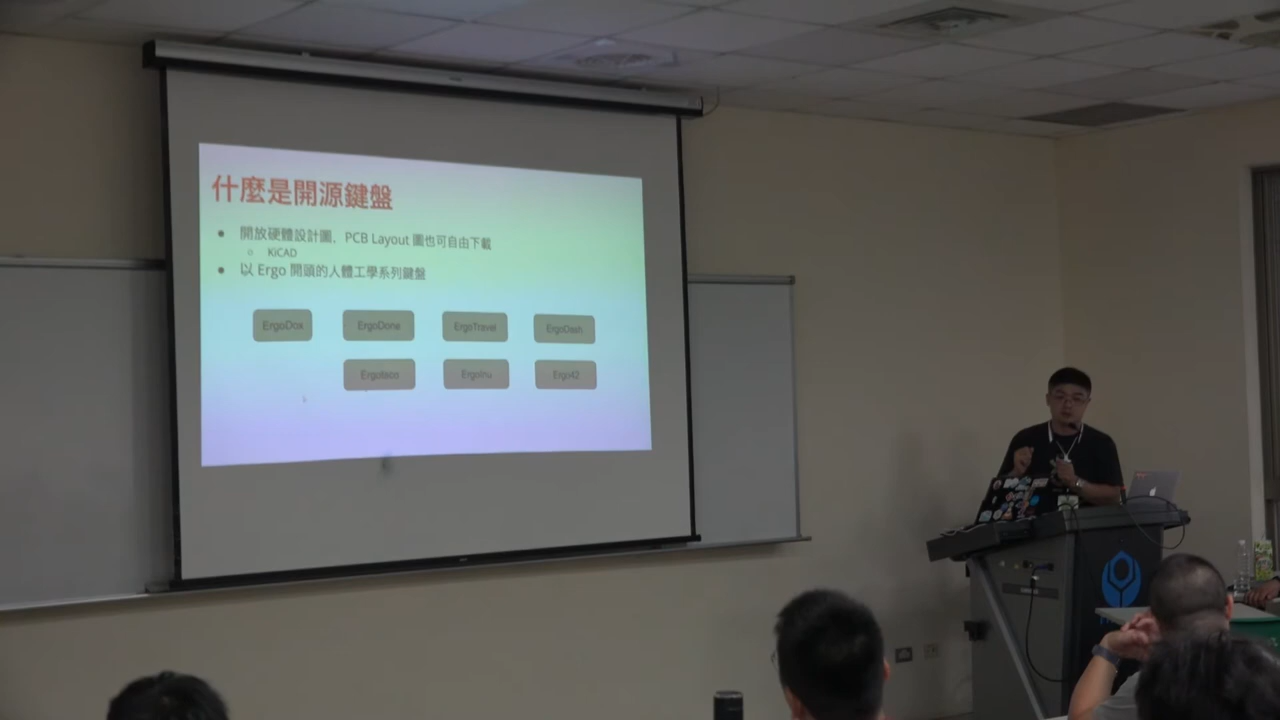 什麼是開源鍵盤
開放硬體設計圖，PCB Layout 圖也可自由下載
KiCAD
以 Ergo 開頭的人體工學系列鍵盤
ErgoDox
ErgoDone
ErgoTravel
ErgoDash
ErgoInu
Ergo42